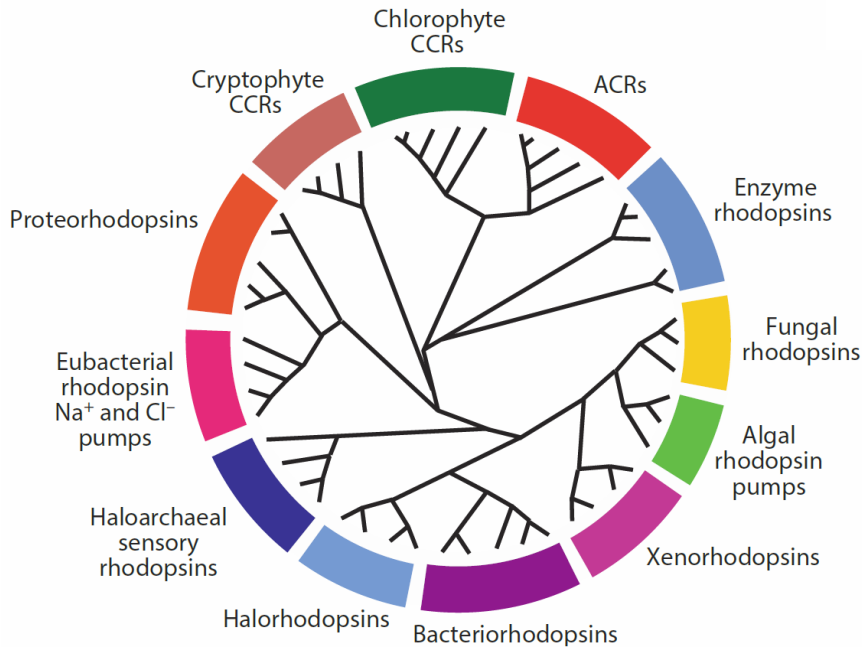 Chlorophyte
CCRs
ACRs
Enzyme
rhodopsins
Fungal
rhodopsins
Algal
rhodopsin
pumps
Xenorhodopsins
Bacteriorhodopsins
Halorhodopsins
Haloarchaeal
sensory
rhodopsins
Eubacterial
rhodopsin
Na⁺ and Cl⁻
pumps
Proteorhodopsins
Cryptophyte
CCRs